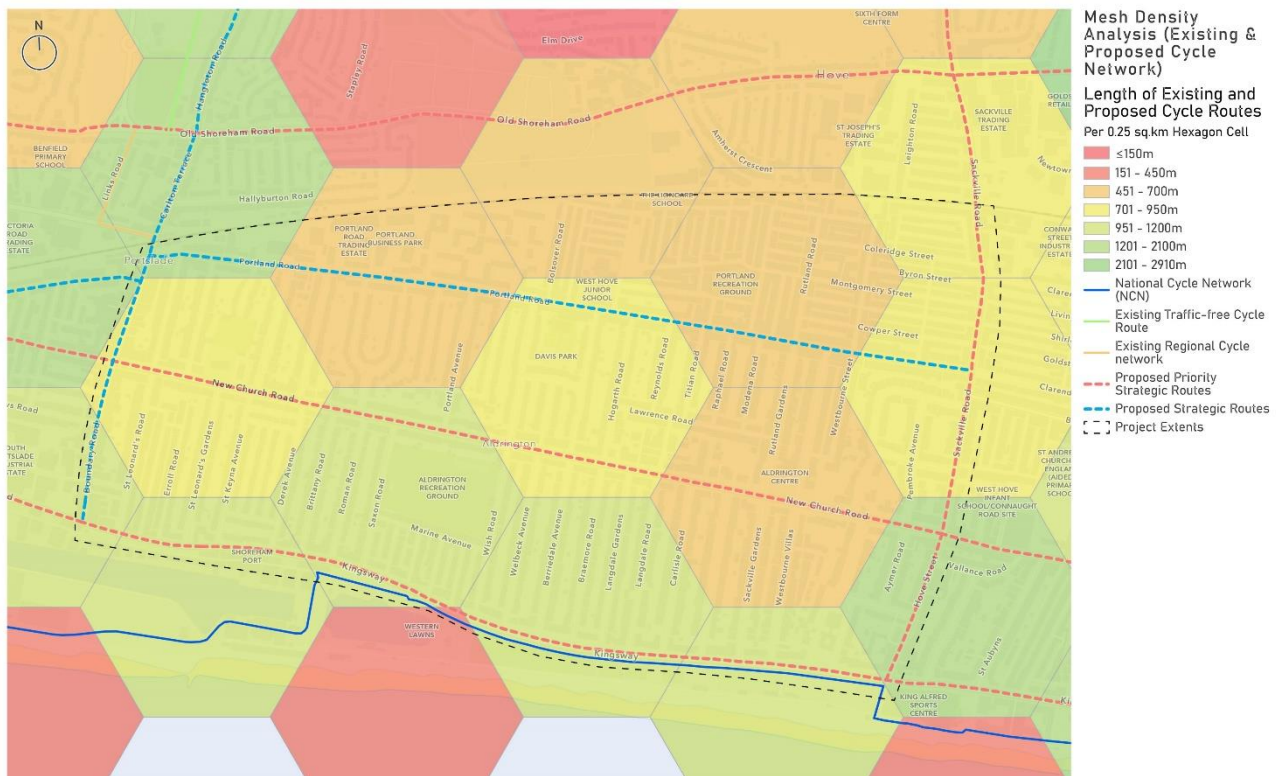 N
SIXTH FORM
CENTRE
Elm Drive
Stapley Road
Hangleton Road
Hove
Old Shoreham Road
Old Shoreham Road
BENFIELD
PRIMARY
SCHOOL
Links Road
Carlton Terrace
Amherst Crescent
ST JOSEPH'S
TRADING
ESTATE
Leighton Road
SACKVILLE
TRADING
ESTATE
Sackville Road
Hallyburton Road
SCHOOL
PORTLAND
ROAD
TRADING
ESTATE
PORTLAND
BUSINESS PARK
Bolsover Road
Portslade
Portland Road
WEST HOVE
JUNIOR
SCHOOL
Portland Road
PORTLAND
RECREATION
GROUND
Rutland Road
Coleridge Street
Byron Street
Montgomery Street
Cowper Street
DAVIS PARK
Portland Avenue
Hogarth Road
Reynolds Road
Titian Road
Lawrence Road
Raphael Road
Modena Road
Rutland Gardens
Westbourne Street
New Church Road
Aldrington
Boundary Road
St Leonard's Road
Erroll Road
St Leonard's Gardens
St Keyna Avenue
Derek Avenue
Brittany Road
Roman Road
Saxon Road
ALDRINGTON
RECREATION
GROUND
Marine Avenue
Wish Road
Welbeck Avenue
Berriedale Avenue
Braemore Road
Langdale Gardens
Langdale Road
Carlisle Road
ALDRINGTON
CENTRE
New Church Road
Sackville Gardens
Westbourne Villas
Pembroke Avenue
Sackville Road
WEST HOVE
INFANT
SCHOOL/CONNAUGHT
ROAD SITE
Aymer Road
Vallance Road
Hove Street
St Aubyns
SHOREHAM
PORT
Kingsway
WESTERN
LAWNS
Kingsway
KING ALFRED
SPORTS
CENTRE
Mesh Density
Analysis (Existing &
Proposed Cycle
Network)
Length of Existing and
Proposed Cycle Routes
Per 0.25 sq.km Hexagon Cell
≤150m
151 - 450m
451 - 700m
701 - 950m
951 - 1200m
1201 - 2100m
2101 - 2910m
National Cycle Network
(NCN)
Existing Traffic-free Cycle
Route
Existing Regional Cycle
network
Proposed Priority
Strategic Routes
Proposed Strategic Routes
Project Extents